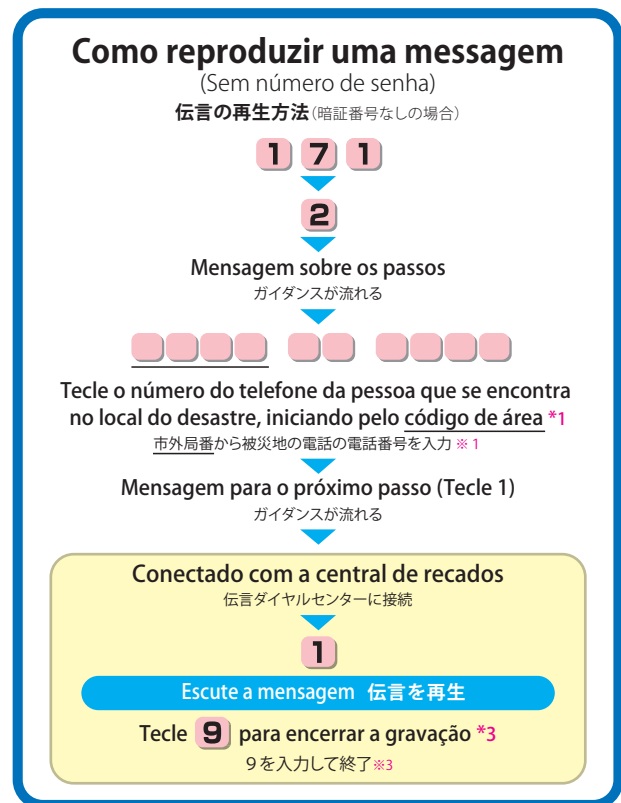 Como reproduzir uma messagem
(Sem número de senha)
伝言の再生方法(暗証番号なしの場合)
1 7 1
2
Mensagem sobre os passos
ガイダンスが流れる
Tecle o número do telefone da pessoa que se encontra
no local do desastre, iniciando pelo código de área *1
市外局番から被災地の電話の電話番号を入力 ※1
Mensagem para o próximo passo (Tecle 1)
ガイダンスが流れる
Conectado com a central de recados
伝言ダイヤルセンターに接続
1
Escute a mensagem 伝言を再生
Tecle 9 para encerrar a gravação *3
9を入力して終了※3